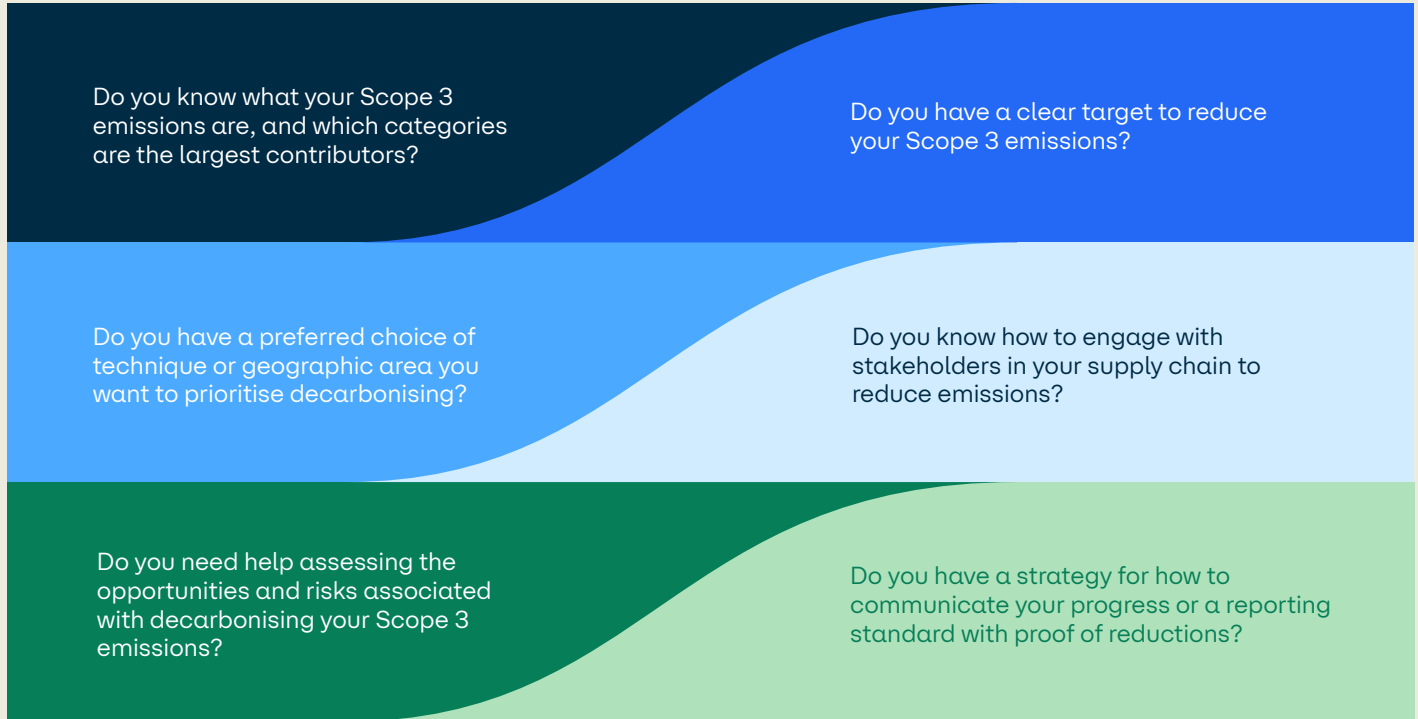 Do you know what your Scope 3
emissions are, and which categories
are the largest contributors?
Do you have a clear target to reduce
your Scope 3 emissions?
Do you have a preferred choice of
technique or geographic area you
want to prioritise decarbonising?
Do you know how to engage with
stakeholders in your supply chain to
reduce emissions?
Do you need help assessing the
opportunities and risks associated
with decarbonising your Scope 3
emissions?
Do you have a strategy for how to
communicate your progress or a reporting
standard with proof of reductions?